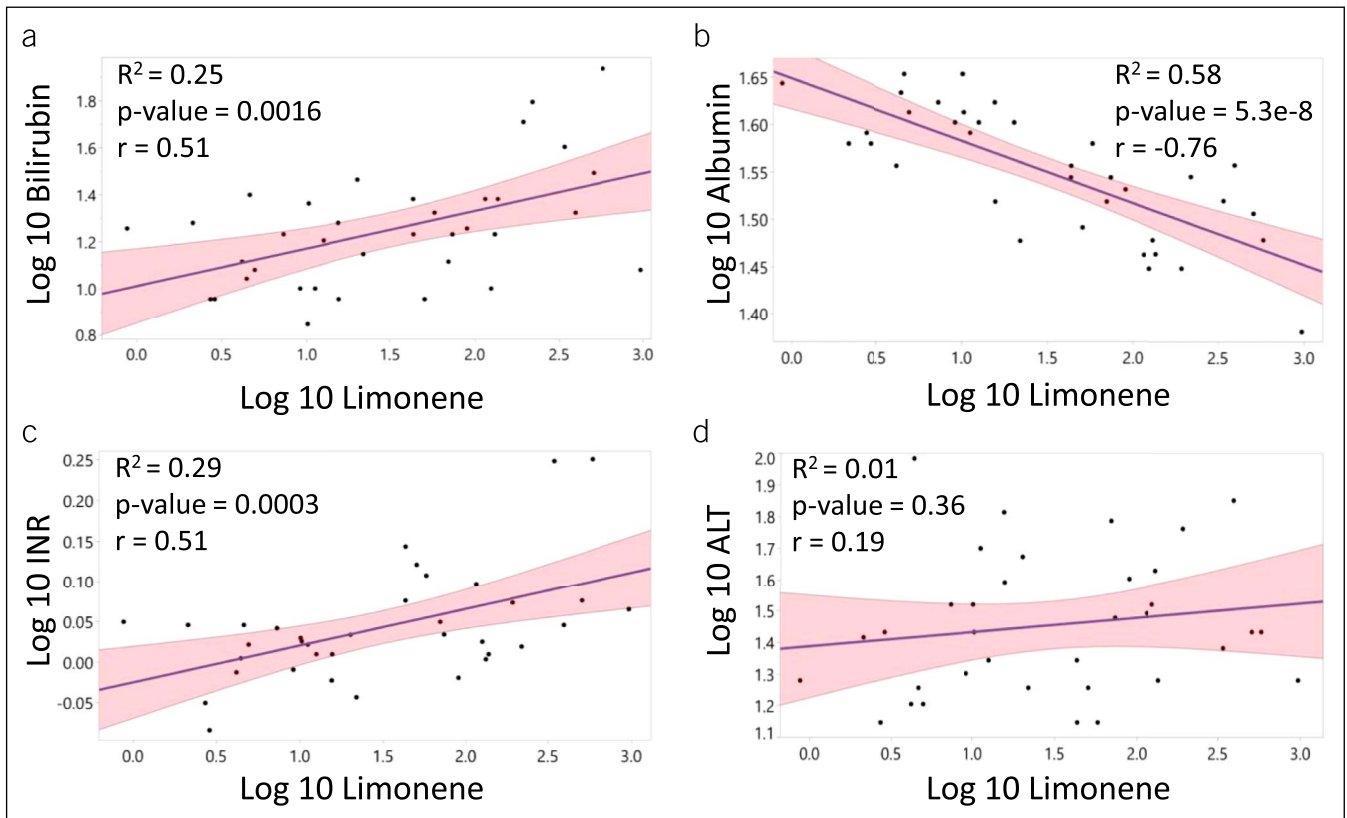 a
R² = 0.25
p-value = 0.0016
r = 0.51
Log 10 Bilirubin
1.8
1.6
1.4
1.2
1.0
0.8
0.0 0.5 1.0 1.5 2.0 2.5 3.0
Log 10 Limonene
b
R² = 0.58
p-value = 5.3e-8
r = -0.76
Log 10 Albumin
1.65
1.60
1.55
1.50
1.45
1.40
0.0 0.5 1.0 1.5 2.0 2.5 3.0
Log 10 Limonene
c
R² = 0.29
p-value = 0.0003
r = 0.51
Log 10 INR
0.25
0.20
0.15
0.10
0.05
0.00
-0.05
0.0 0.5 1.0 1.5 2.0 2.5 3.0
Log 10 Limonene
d
R² = 0.01
p-value = 0.36
r = 0.19
Log 10 ALT
2.0
1.9
1.8
1.7
1.6
1.5
1.4
1.3
1.2
1.1
0.0 0.5 1.0 1.5 2.0 2.5 3.0
Log 10 Limonene